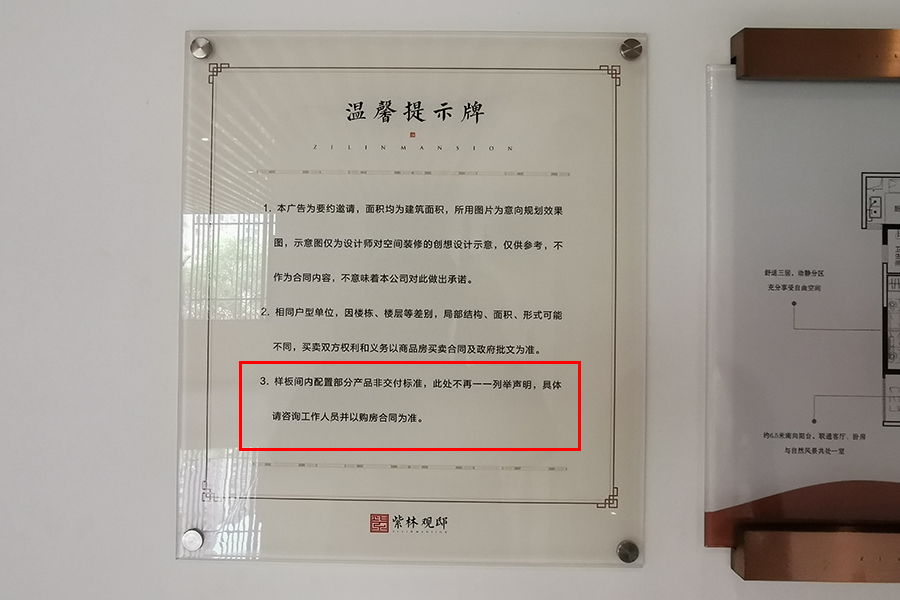 温馨提示牌
ZILINMANSION
1. 本广告为要约邀请，面积均为建筑面积，所用图片为意向规划效果
图，示意图仅为设计师对空间装修的创想设计示意，仅供参考，不
作为合同内容，不意味着本公司对此做出承诺。
2. 相同户型单位，因楼栋、楼层等差别，局部结构、面积、形式可能
不同，买卖双方权利和义务以商品房买卖合同及政府批文为准。
3. 样板间内配置部分产品非交付标准，此处不再一一列举声明，具体
请咨询工作人员并以购房合同为准。
紫林观邸
ZILINMANSION
舒适三居、动静分区
充分享受自由空间
约6.8米南向阳台、联通客厅、卧房
与自然风景共处一室